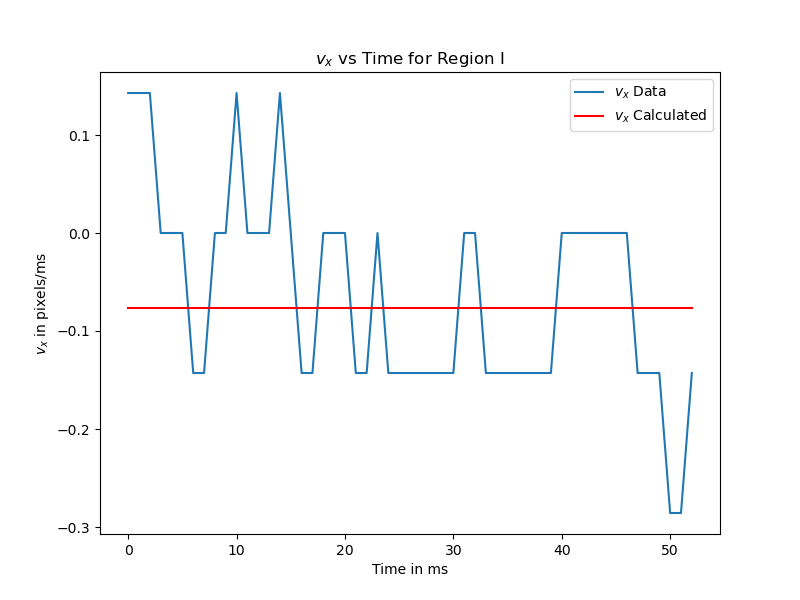 v_x vs Time for Region I
v_x Data
v_x Calculated
0.1
0.0
−0.1
−0.2
−0.3
v_x in pixels/ms
0 10 20 30 40 50
Time in ms